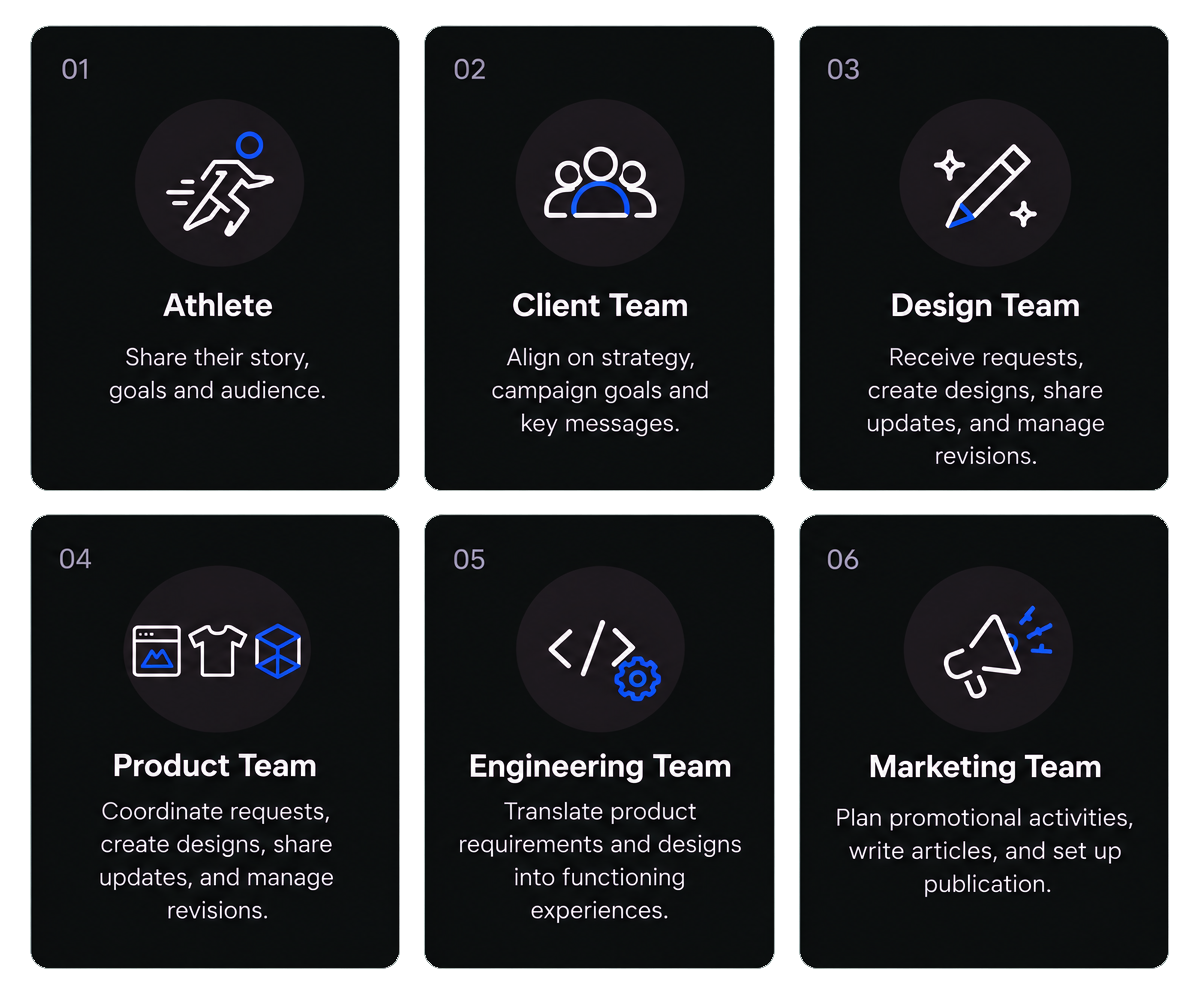 01
Athlete
Share their story,
goals and audience.
02
Client Team
Align on strategy,
campaign goals and
key messages.
03
Design Team
Receive requests,
create designs, share
updates, and manage
revisions.
04
Product Team
Coordinate requests,
create designs, share
updates, and manage
revisions.
05
Engineering Team
Translate product
requirements and designs
into functioning
experiences.
06
Marketing Team
Plan promotional activities,
write articles, and set up
publication.